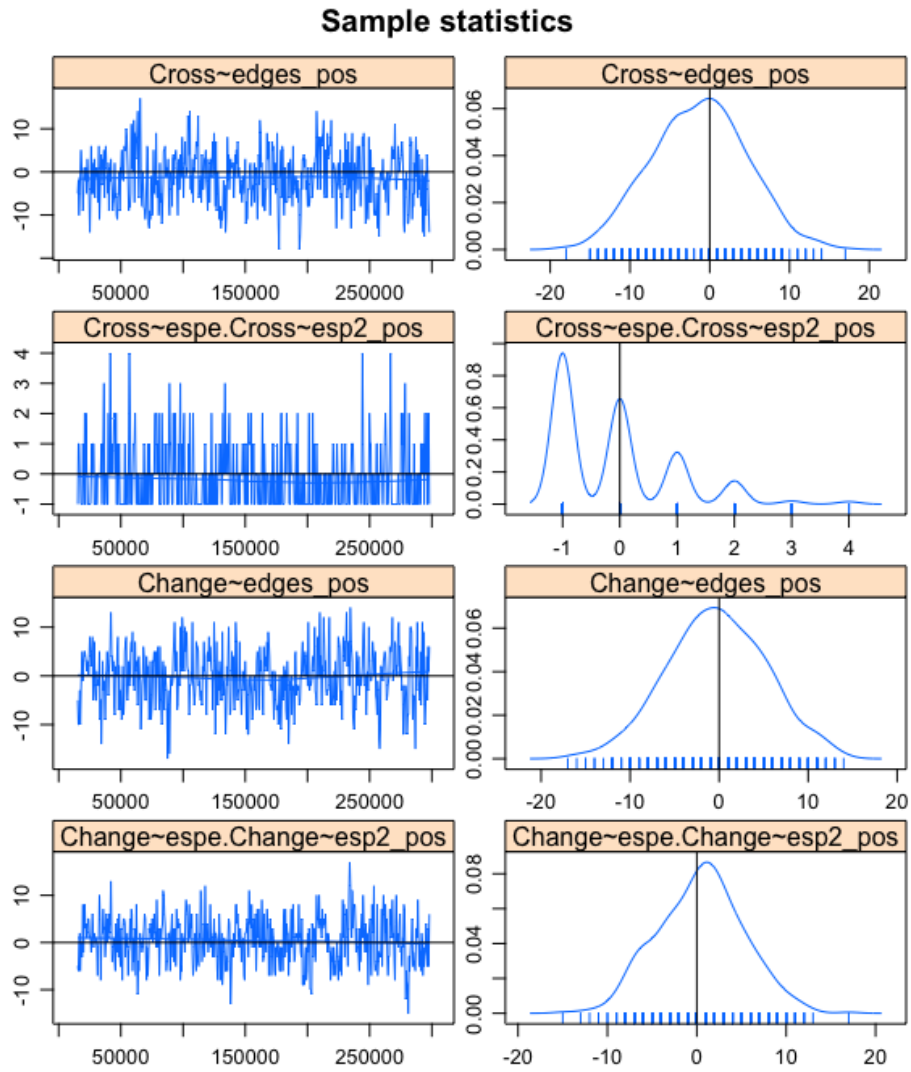 Sample statistics
Cross~edges_pos
-10 0 10
50000 150000 250000
Cross~edges_pos
0.00 0.02 0.04 0.06
-20 -10 0 10 20
Cross~espe.Cross~esp2_pos
-1 0 1 2 3 4
50000 150000 250000
Cross~espe.Cross~esp2_pos
0.0 0.2 0.4 0.6 0.8
-1 0 1 2 3 4
Change~edges_pos
-10 0 10
50000 150000 250000
Change~edges_pos
0.00 0.02 0.04 0.06
-20 -10 0 10 20
Change~espe.Change~esp2_pos
-10 0 10
50000 150000 250000
Change~espe.Change~esp2_pos
0.00 0.04 0.08
-20 -10 0 10 20